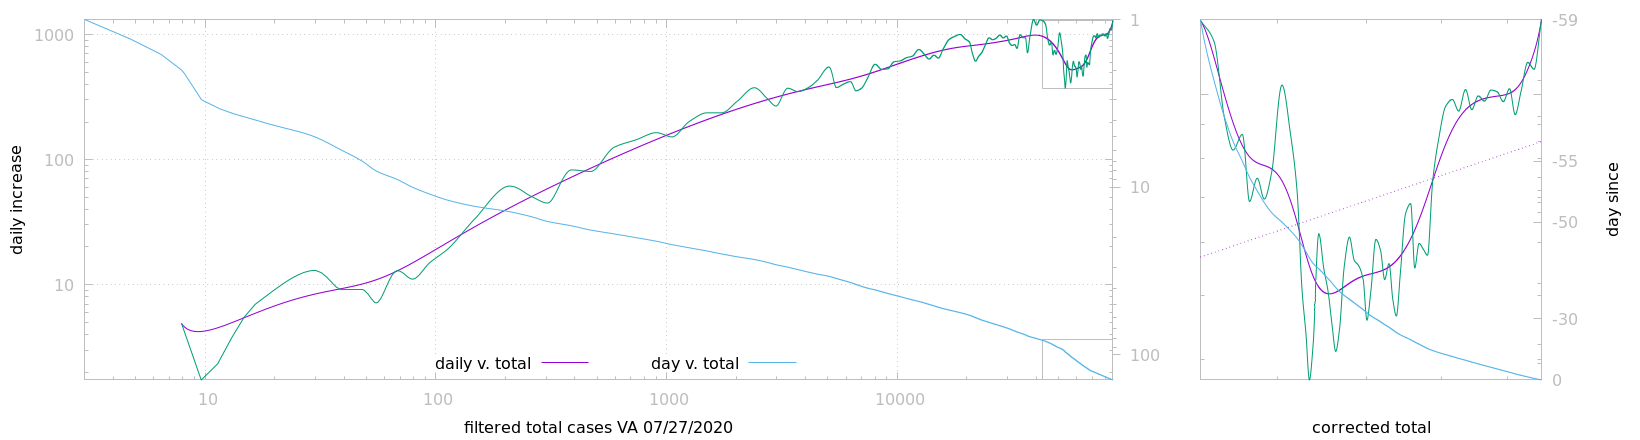 1000
100
10
daily increase
10
100
1000
10000
filtered total cases VA 07/27/2020
daily v. total
day v. total
1
10
100
-59
-55
-50
-30
0
day since
corrected total